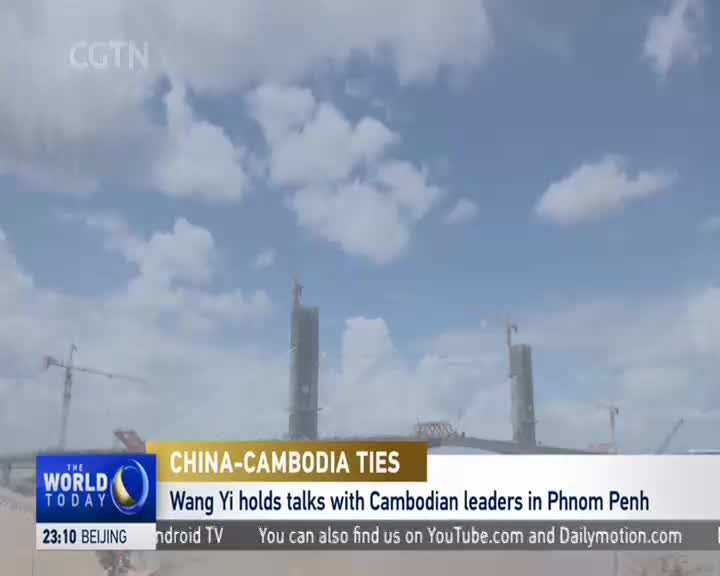 CGTN
CHINA-CAMBODIA TIES
THE
WORLD
TODAY
Wang Yi holds talks with Cambodian leaders in Phnom Penh
23:10 BEIJING
ndroid TV You can also find us on YouTube.com and Dailymotion.com